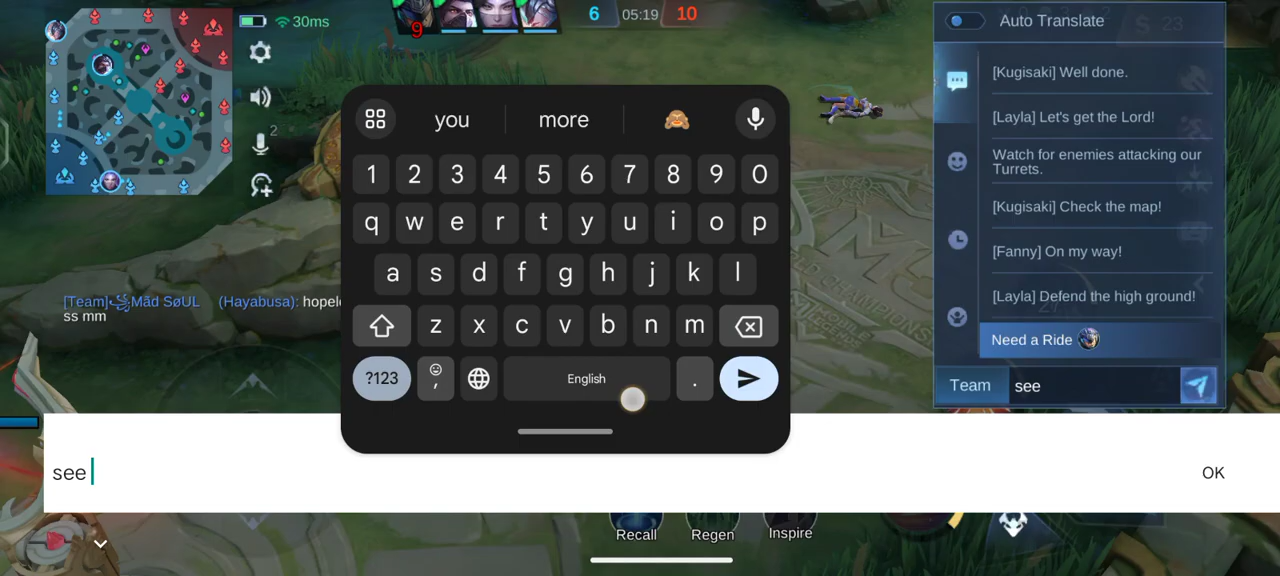 30ms
9
6 05:19 10
Auto Translate
$ 23
[Kugisaki] Well done.
[Layla] Let's get the Lord!
Watch for enemies attacking our
Turrets.
[Kugisaki] Check the map!
[Fanny] On my way!
[Layla] Defend the high ground!
Need a Ride
Team see
2
[Team]꧁Mãd SøUL (Hayabusa): hopele
ss mm
you more
1 2 3 4 5 6 7 8 9 0
q w e r t y u i o p
a s d f g h j k l
z x c v b n m
?123 , English .
see
OK
Recall Regen Inspire